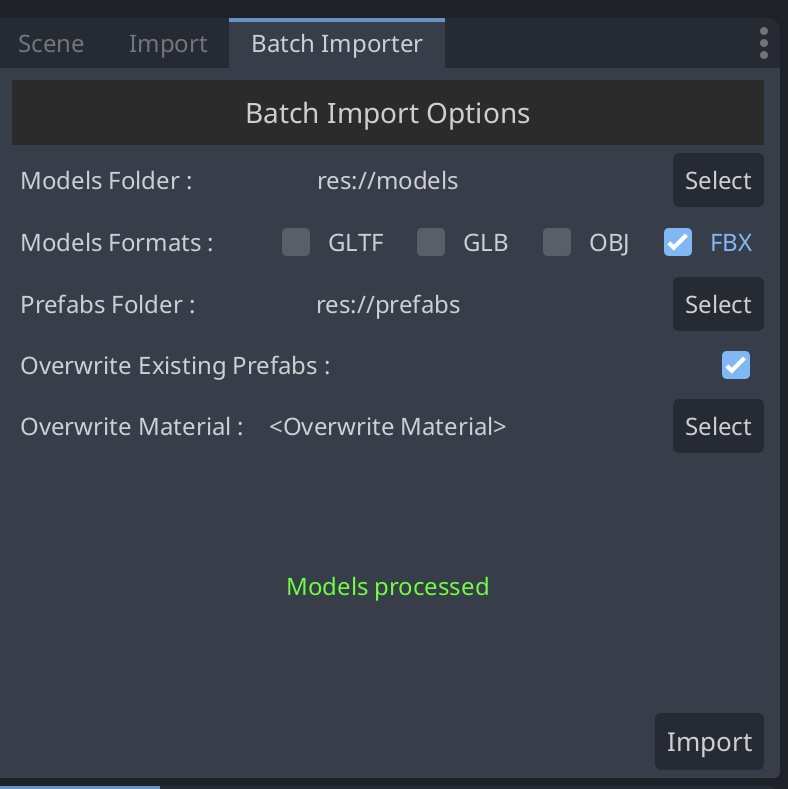 Scene Import Batch Importer
Batch Import Options
Models Folder : res://models Select
Models Formats : GLTF GLB OBJ FBX
Prefabs Folder : res://prefabs Select
Overwrite Existing Prefabs :
Overwrite Material : <Overwrite Material> Select
Models processed
Import